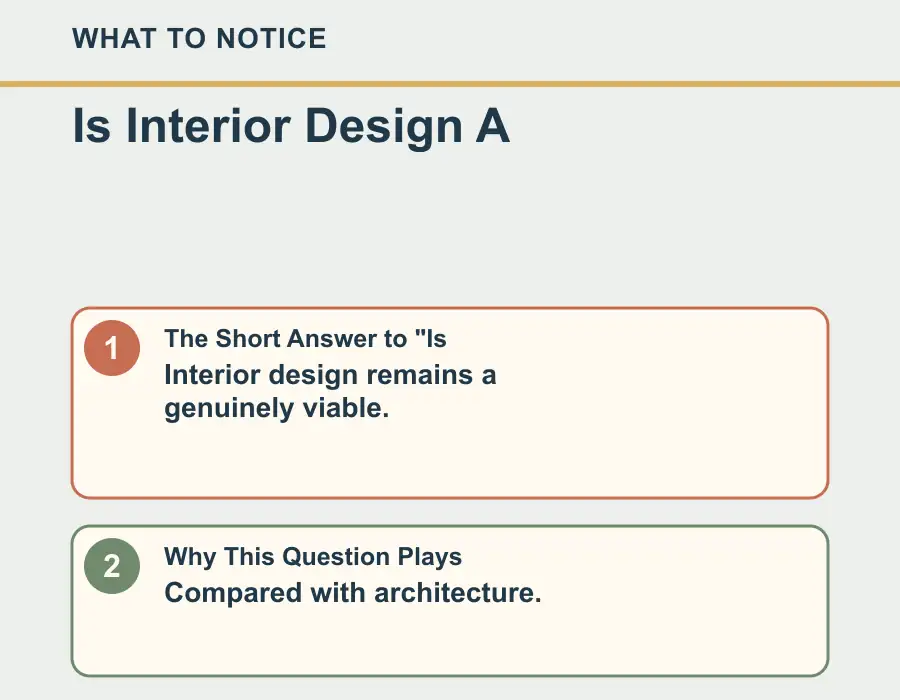 WHAT TO NOTICE
Is Interior Design A
1
The Short Answer to "Is
Interior design remains a
genuinely viable.
2
Why This Question Plays
Compared with architecture.